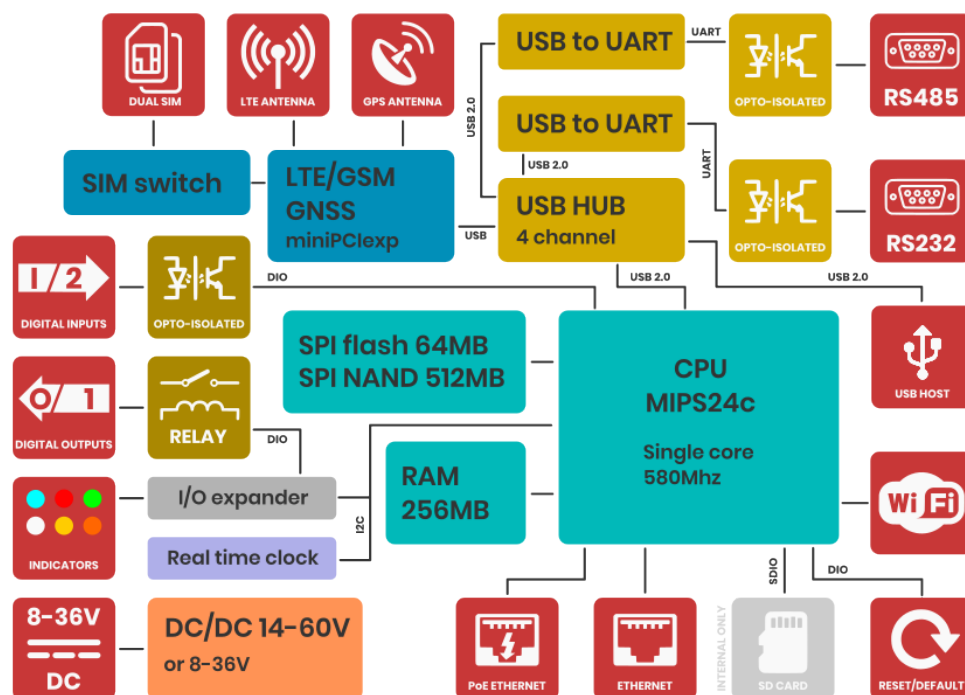 DUAL SIM
LTE ANTENNA
GPS ANTENNA
USB 2.0
USB to UART
UART
OPTO-ISOLATED
RS485
USB to UART
USB 2.0
UART
SIM switch
LTE/GSM
GNSS
miniPCIexp
USB
USB HUB
4 channel
OPTO-ISOLATED
RS232
I/2
DIGITAL INPUTS
OPTO-ISOLATED
DIO
USB 2.0
USB 2.0
USB HOST
SPI flash 64MB
SPI NAND 512MB
CPU
MIPS24c
Single core
580Mhz
O/1
DIGITAL OUTPUTS
RELAY
DIO
RAM
256MB
I/O expander
I2C
Real time clock
INDICATORS
Wi Fi
8-36V
DC
DC/DC 14-60V
or 8-36V
PoE ETHERNET
ETHERNET
INTERNAL ONLY
SDIO
SD CARD
DIO
RESET/DEFAULT